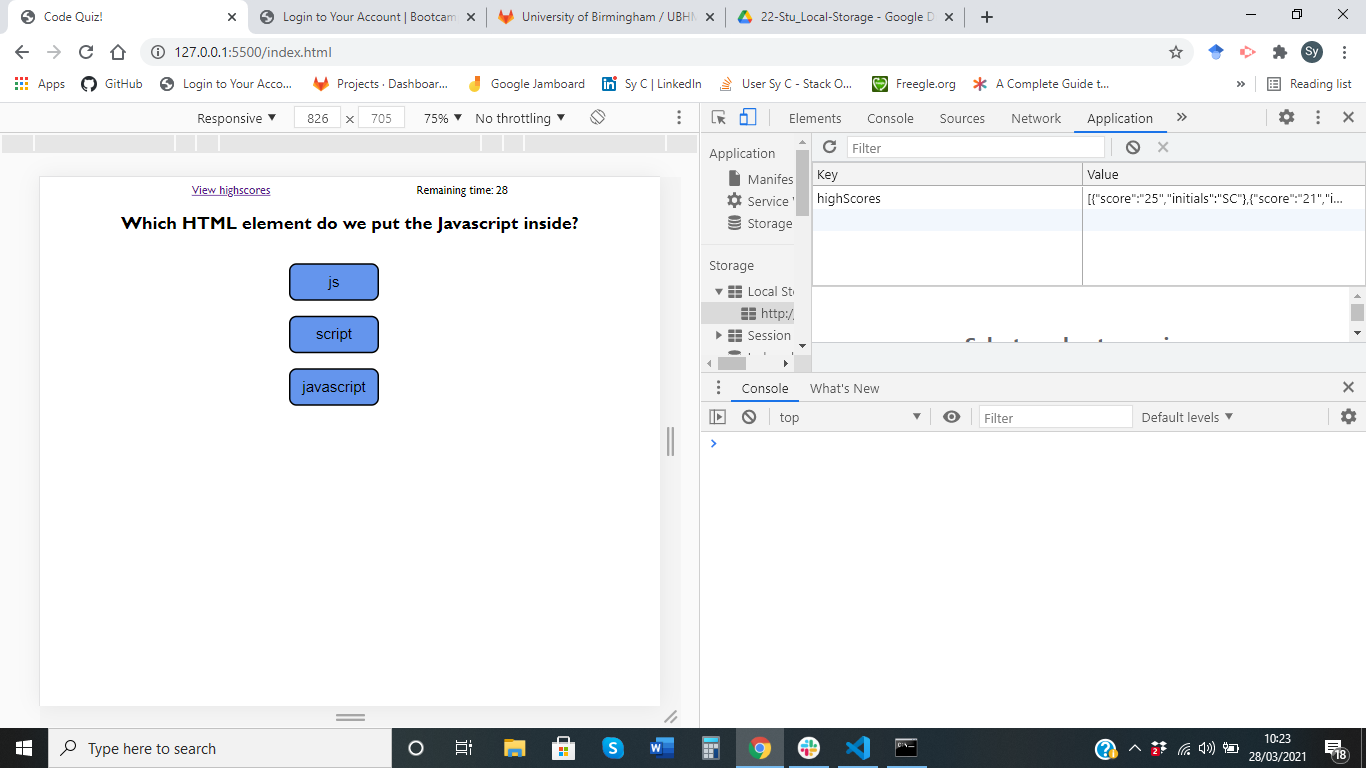 Code Quiz!
Login to Your Account | Bootcam
University of Birmingham / UBHM
22-Stu_Local-Storage - Google D
127.0.0.1:5500/index.html
Sy
Apps
GitHub
Login to Your Acco...
Projects · Dashboar...
Google Jamboard
Sy C | LinkedIn
User Sy C - Stack O...
Freegle.org
A Complete Guide t...
»
Reading list
Responsive ▼ 826 × 705 75% ▼ No throttling ▼
Elements Console Sources Network Application »
View highscores Remaining time: 28
Which HTML element do we put the Javascript inside?
js
script
javascript
Application
Manifes
Service
Storage
Storage
Local Sto
http:/
Session
Filter
Key Value
highScores [{"score":"25","initials":"SC"},{"score":"21","i...
Console What's New
top ▼ Filter Default levels ▼
>
Type here to search
10:23
28/03/2021
2
18